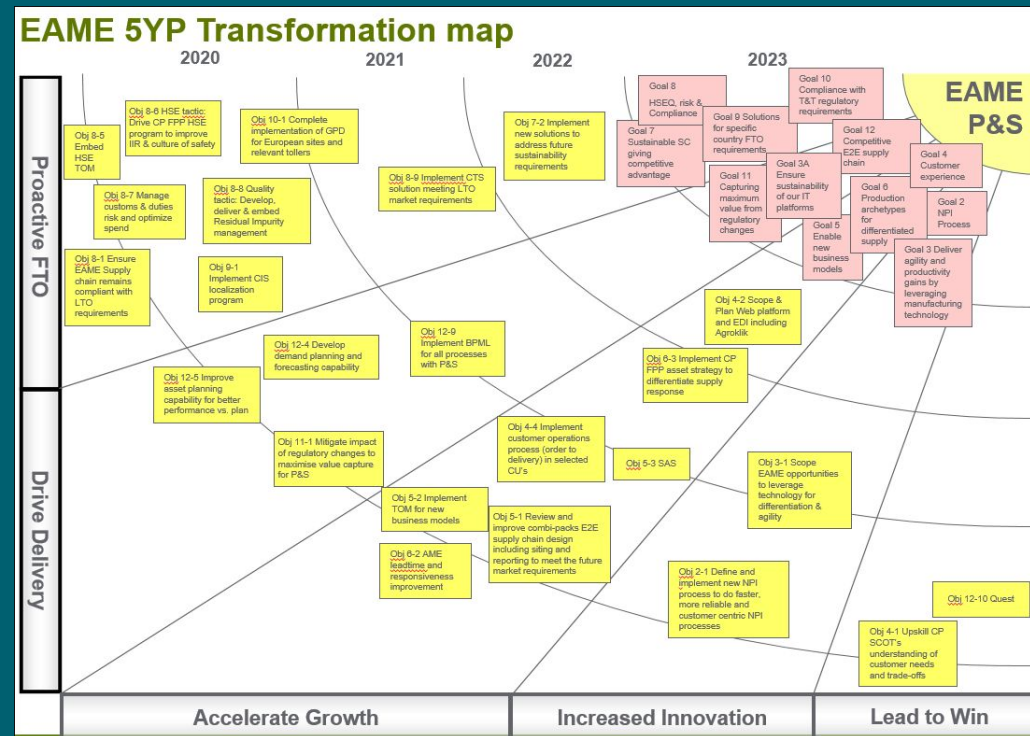 EAME 5YP Transformation map
2020
2021
2022
2023
EAME
P&S
Proactive FTO
Drive Delivery
Obj 8-5
Embed
HSE
TOM
Obj 8-6 HSE tactic:
Drive CP FPP HSE
program to improve
IIR & culture of safety
Obj 10-1 Complete
implementation of GPD
for European sites and
relevant tollers
Obj 8-7 Manage
customs & duties
risk and optimize
spend
Obj 8-8 Quality
tactic: Develop,
deliver & embed
Residual Impurity
management
Obj 8-9 Implement CTS
solution meeting LTO
market requirements
Obj 7-2 Implement
new solutions to
address future
sustainability
requirements
Obj 8-1 Ensure
EAME Supply
chain remains
compliant with
LTO
requirements
Obj 9-1
Implement CIS
localization
program
Goal 8
HSEQ, risk &
Compliance
Goal 7
Sustainable SC
giving
competitive
advantage
Goal 9 Solutions
for specific
country FTO
requirements
Goal 10
Compliance with
T&T regulatory
requirements
Goal 12
Competitive
E2E supply
chain
Goal 11
Capturing
maximum
value from
regulatory
changes
Goal 3A
Ensure
sustainability
of our IT
platforms
Goal 4
Customer
experience
Goal 6
Production
archetypes
for
differentiated
supply
Goal 2
NPI
Process
Goal 5
Enable
new
business
models
Goal 3 Deliver
agility and
productivity
gains by
leveraging
manufacturing
technology
Obj 12-4 Develop
demand planning and
forecasting capability
Obj 12-9
Implement BPML
for all processes
with P&S
Obj 4-2 Scope &
Plan Web platform
and EDI including
Agroklik
Obj 12-5 Improve
asset planning
capability for better
performance vs. plan
Obj 6-3 Implement CP
FPP asset strategy to
differentiate supply
response
Obj 11-1 Mitigate impact
of regulatory changes to
maximise value capture
for P&S
Obj 4-4 Implement
customer operations
process (order to
delivery) in selected
CU's
Obj 5-3 SAS
Obj 3-1 Scope
EAME opportunities
to leverage
technology for
differentiation &
agility
Obj 5-2 Implement
TOM for new
business models
Obj 5-1 Review and
improve combi-packs E2E
supply chain design
including siting and
reporting to meet the future
market requirements
Obj 6-2 AME
leadtime and
responsiveness
improvement
Obj 2-1 Define and
implement new NPI
process to do faster,
more reliable and
customer centric NPI
processes
Obj 12-10 Quest
Obj 4-1 Upskill CP
SCOT's
understanding of
customer needs
and trade-offs
Accelerate Growth
Increased Innovation
Lead to Win